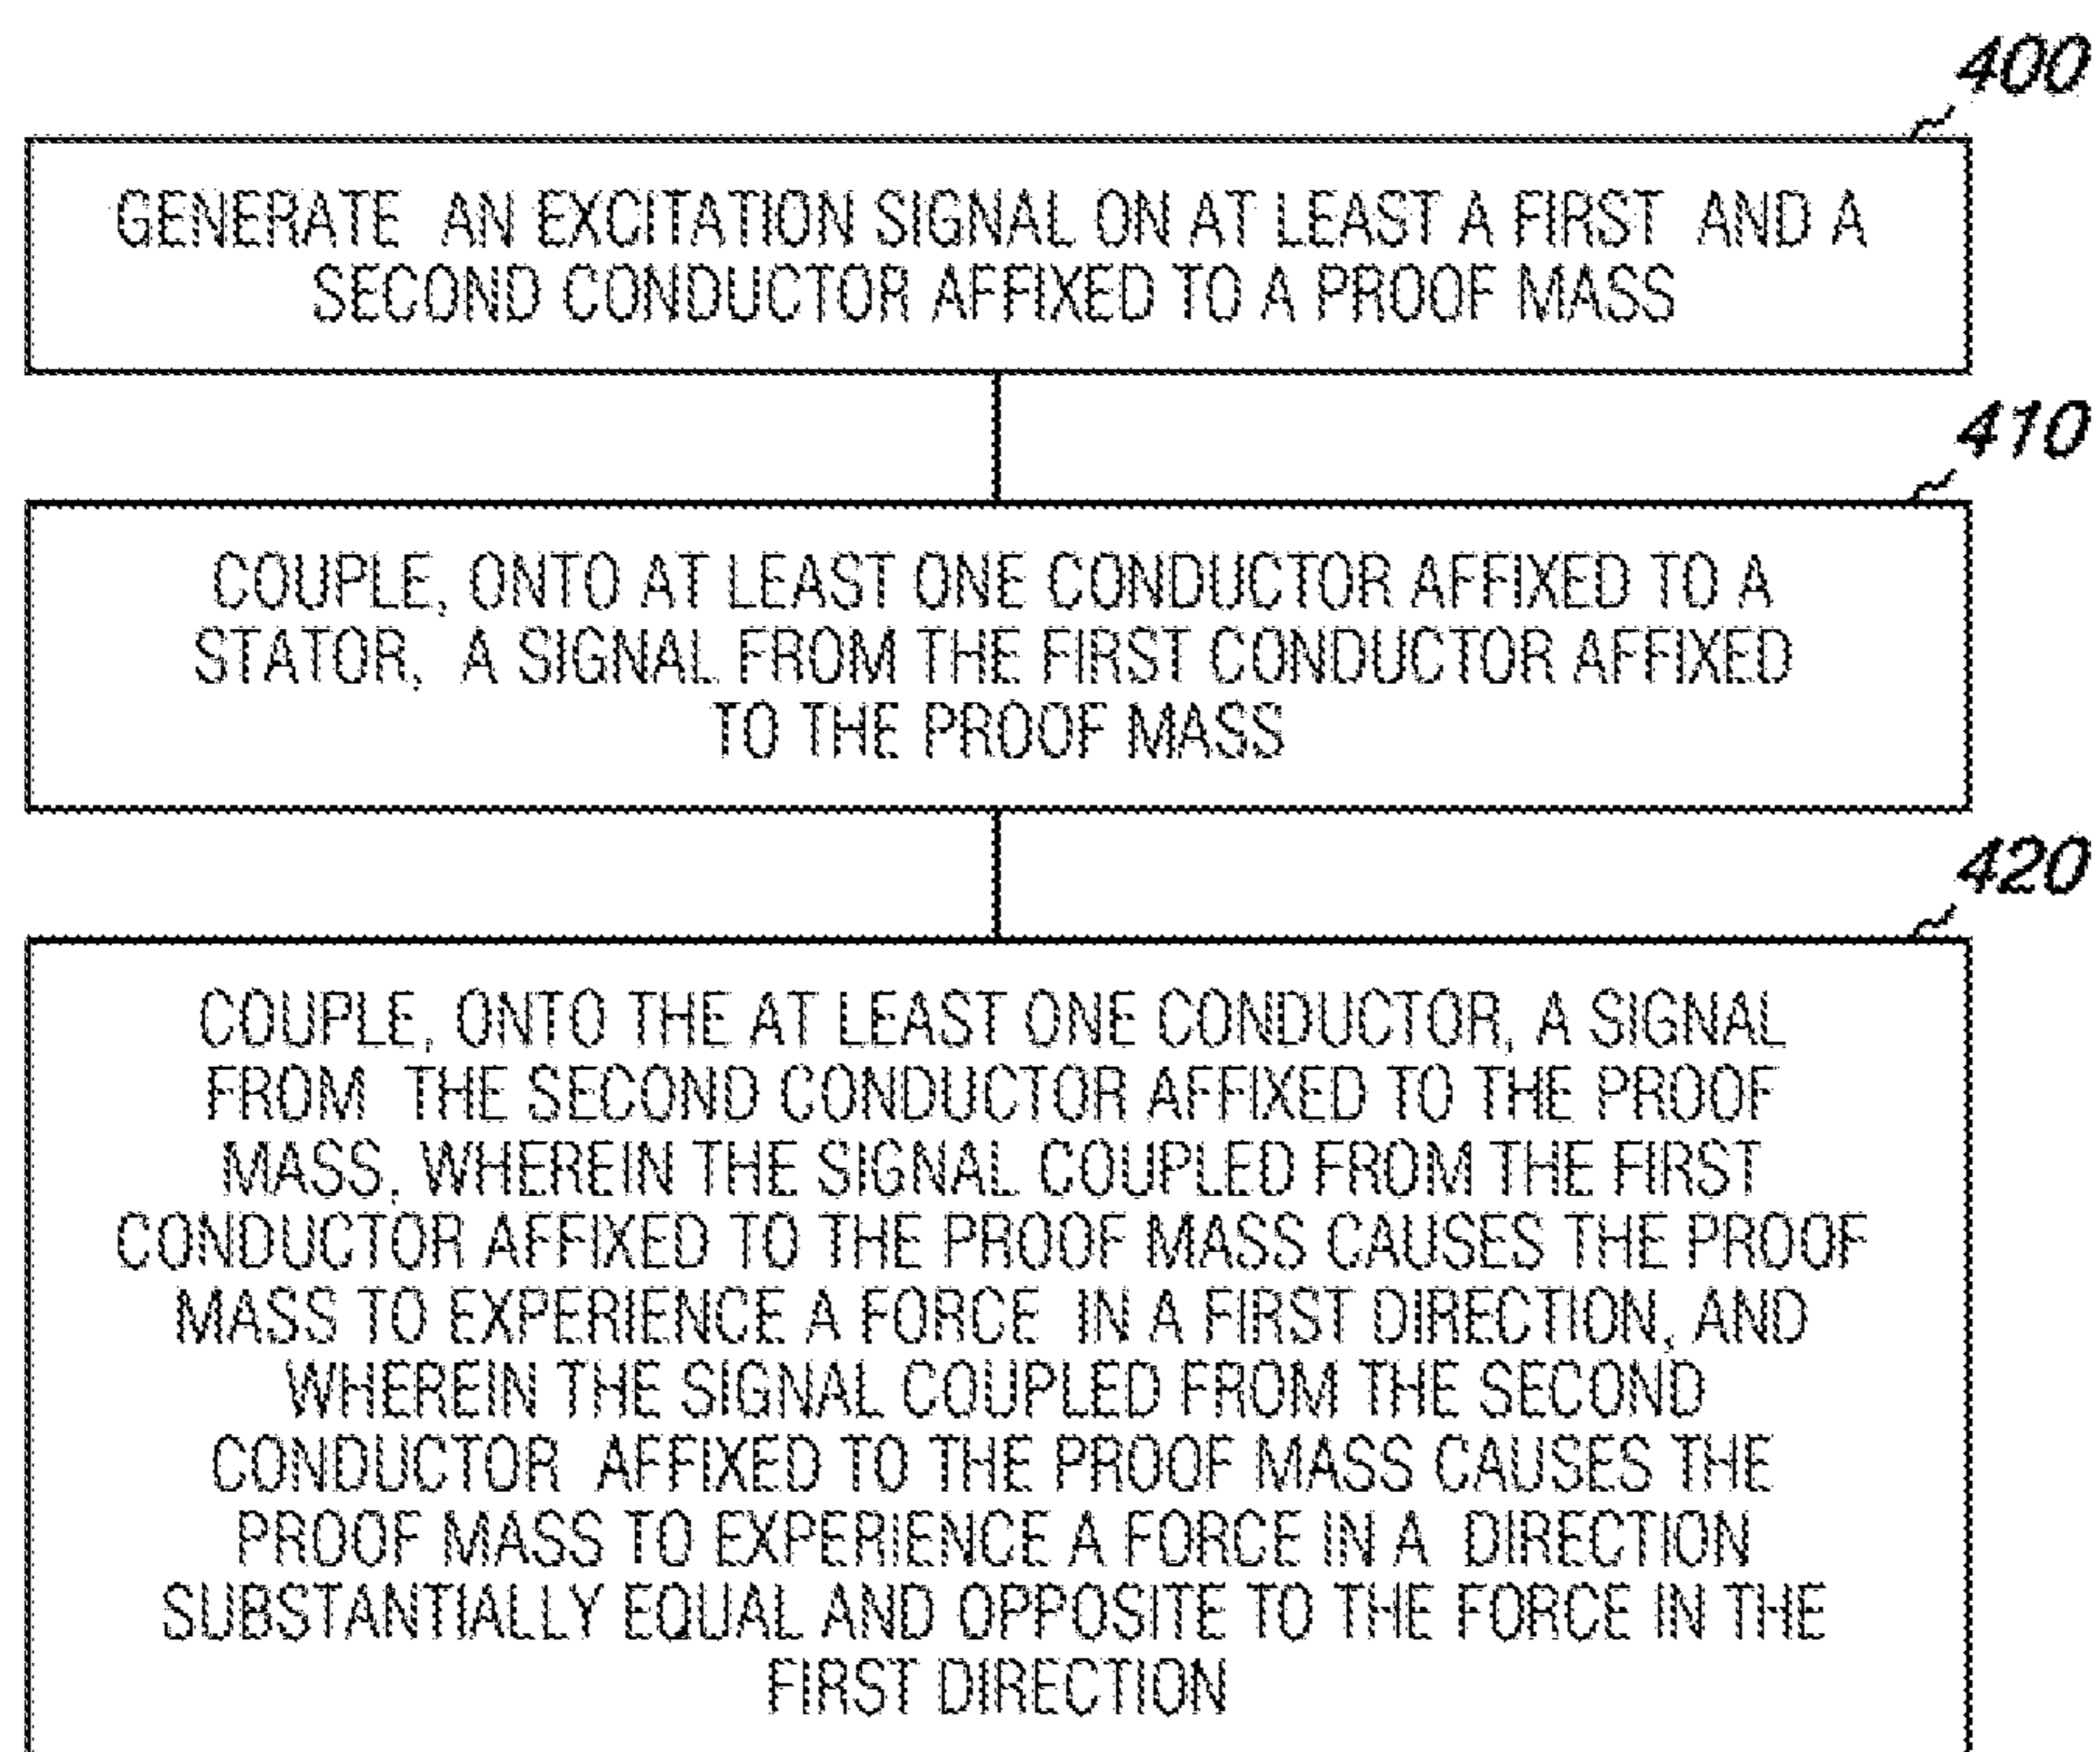 400
GENERATE AN EXCITATION SIGNAL ON AT LEAST A FIRST AND A
SECOND CONDUCTOR AFFIXED TO A PROOF MASS
410
COUPLE, ONTO AT LEAST ONE CONDUCTOR AFFIXED TO A
STATOR, A SIGNAL FROM THE FIRST CONDUCTOR AFFIXED
TO THE PROOF MASS
420
COUPLE, ONTO THE AT LEAST ONE CONDUCTOR, A SIGNAL
FROM THE SECOND CONDUCTOR AFFIXED TO THE PROOF
MASS, WHEREIN THE SIGNAL COUPLED FROM THE FIRST
CONDUCTOR AFFIXED TO THE PROOF MASS CAUSES THE PROOF
MASS TO EXPERIENCE A FORCE IN A FIRST DIRECTION, AND
WHEREIN THE SIGNAL COUPLED FROM THE SECOND
CONDUCTOR AFFIXED TO THE PROOF MASS CAUSES THE
PROOF MASS TO EXPERIENCE A FORCE IN A DIRECTION
SUBSTANTIALLY EQUAL AND OPPOSITE TO THE FORCE IN THE
FIRST DIRECTION